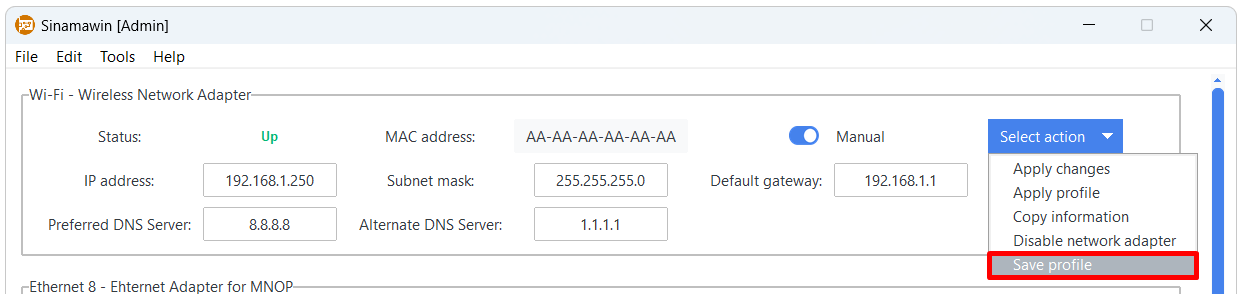 Sinamawin [Admin]
File Edit Tools Help
Wi-Fi - Wireless Network Adapter
Status: Up MAC address: AA-AA-AA-AA-AA-AA Manual Select action
IP address: 192.168.1.250 Subnet mask: 255.255.255.0 Default gateway: 192.168.1.1
Preferred DNS Server: 8.8.8.8 Alternate DNS Server: 1.1.1.1
Apply changes
Apply profile
Copy information
Disable network adapter
Save profile
Ethernet 8 - Ehternet Adapter for MNOP